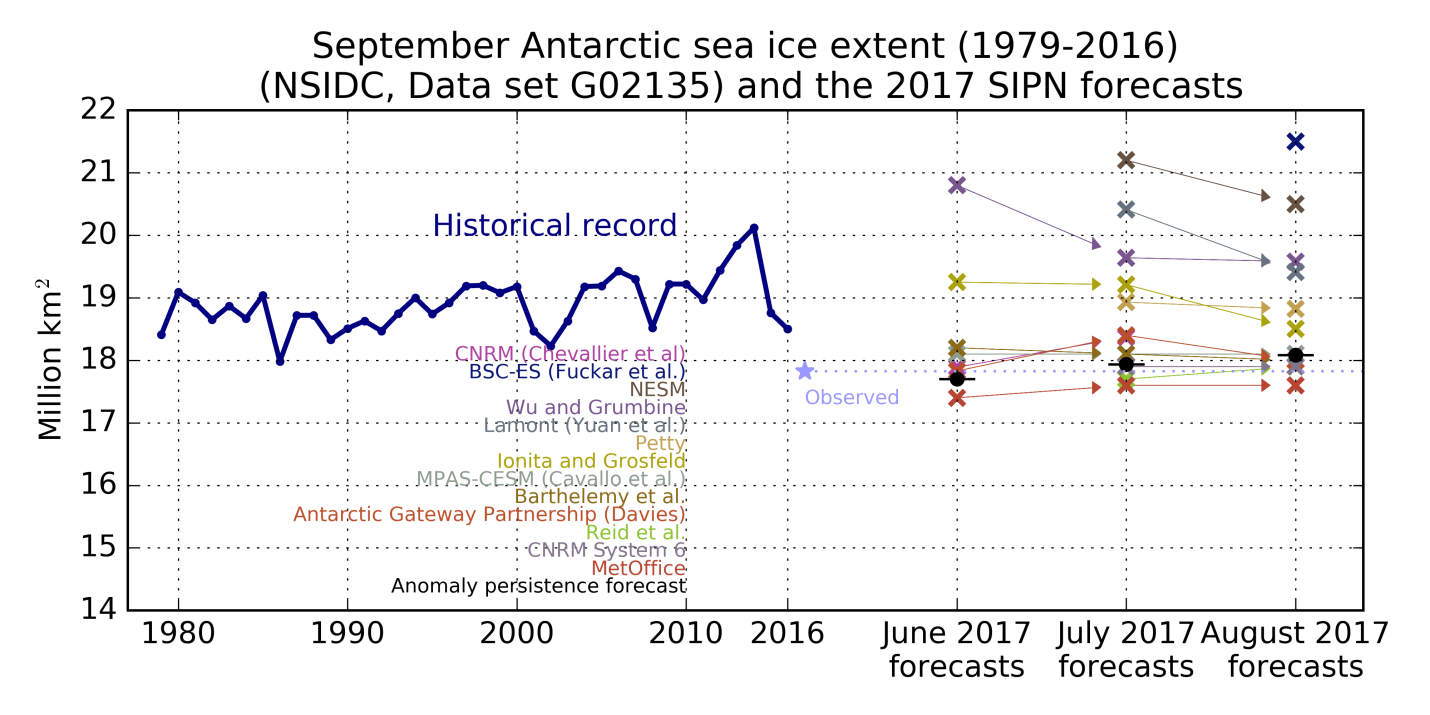 September Antarctic sea ice extent (1979-2016)
(NSIDC, Data set G02135) and the 2017 SIPN forecasts
Million km²
22
21
20
19
18
17
16
15
14
Historical record
CNRM (Chevallier et al)
BSC-ES (Fuckar et al.)
NESM
Wu and Grumbine
Lamont (Yuan et al.)
Petty
Ionita and Grosfeld
MPAS-CESM (Cavallo et al.)
Barthelemy et al.
Antarctic Gateway Partnership (Davies)
Reid et al.
CNRM System 6
MetOffice
Anomaly persistence forecast
Observed
1980 1990 2000 2010 2016 June 2017 July 2017 August 2017
forecasts forecasts forecasts